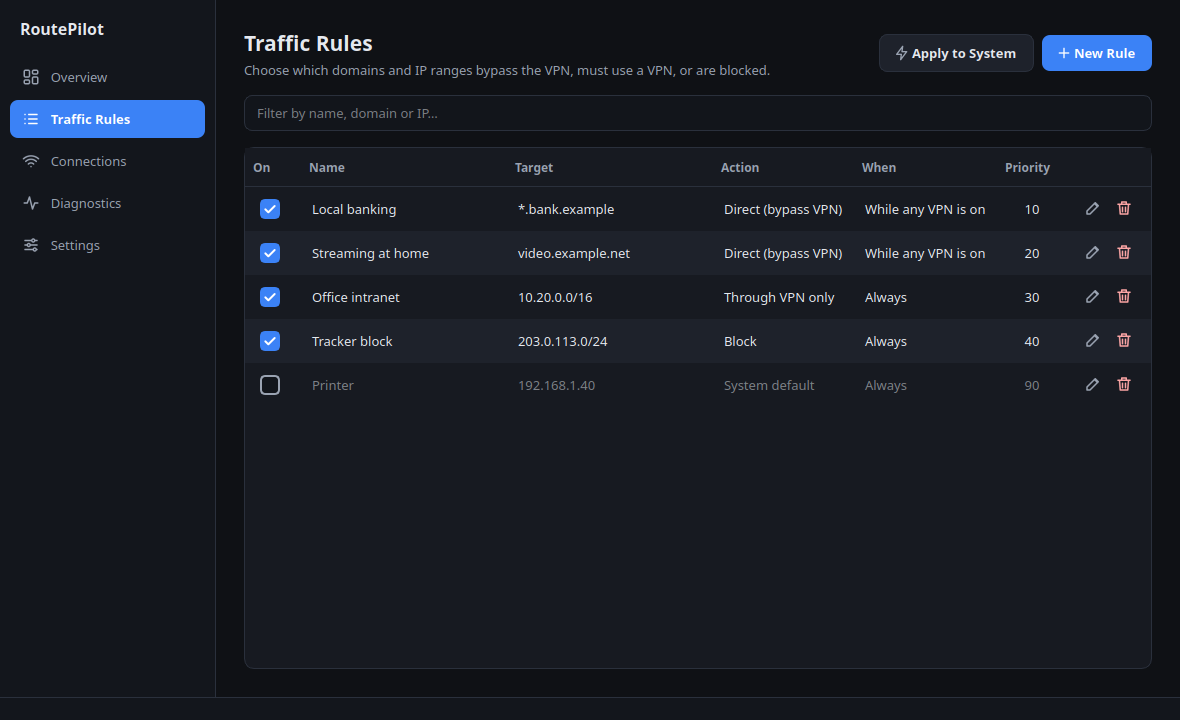 RoutePilot
Overview
Traffic Rules
Connections
Diagnostics
Settings
Traffic Rules
Choose which domains and IP ranges bypass the VPN, must use a VPN, or are blocked.
Apply to System
New Rule
Filter by name, domain or IP...
On Name Target Action When Priority
Local banking *.bank.example Direct (bypass VPN) While any VPN is on 10
Streaming at home video.example.net Direct (bypass VPN) While any VPN is on 20
Office intranet 10.20.0.0/16 Through VPN only Always 30
Tracker block 203.0.113.0/24 Block Always 40
Printer 192.168.1.40 System default Always 90